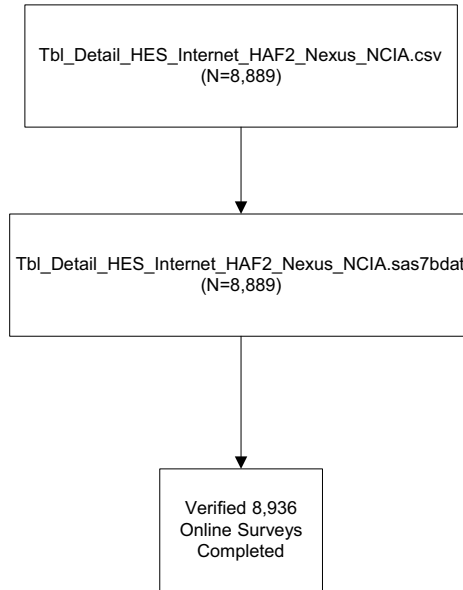 Tbl_Detail_HES_Internet_HAF2_Nexus_NCIA.csv
(N=8,889)
Tbl_Detail_HES_Internet_HAF2_Nexus_NCIA.sas7bdat
(N=8,889)
Verified 8,936
Online Surveys
Completed